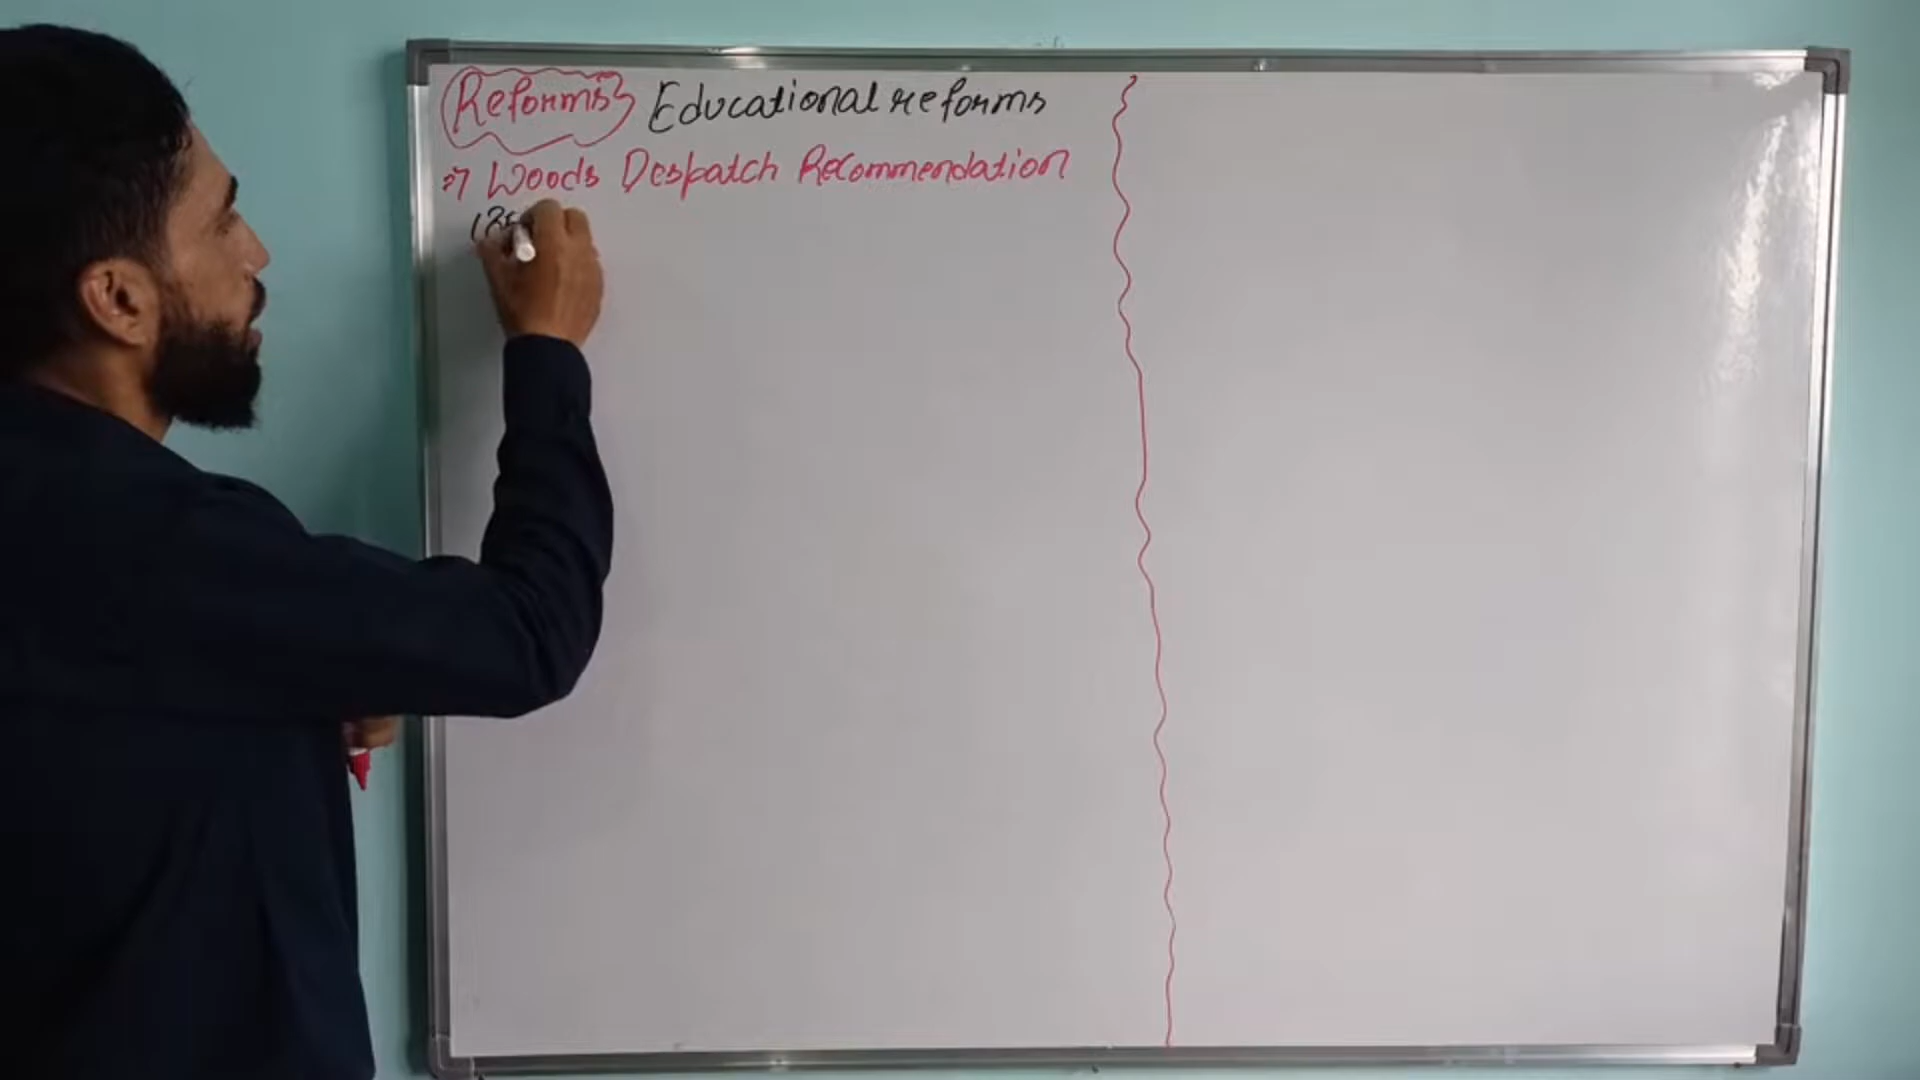 Reforms Educational reforms
⇒ Woods Despatch Recommendation